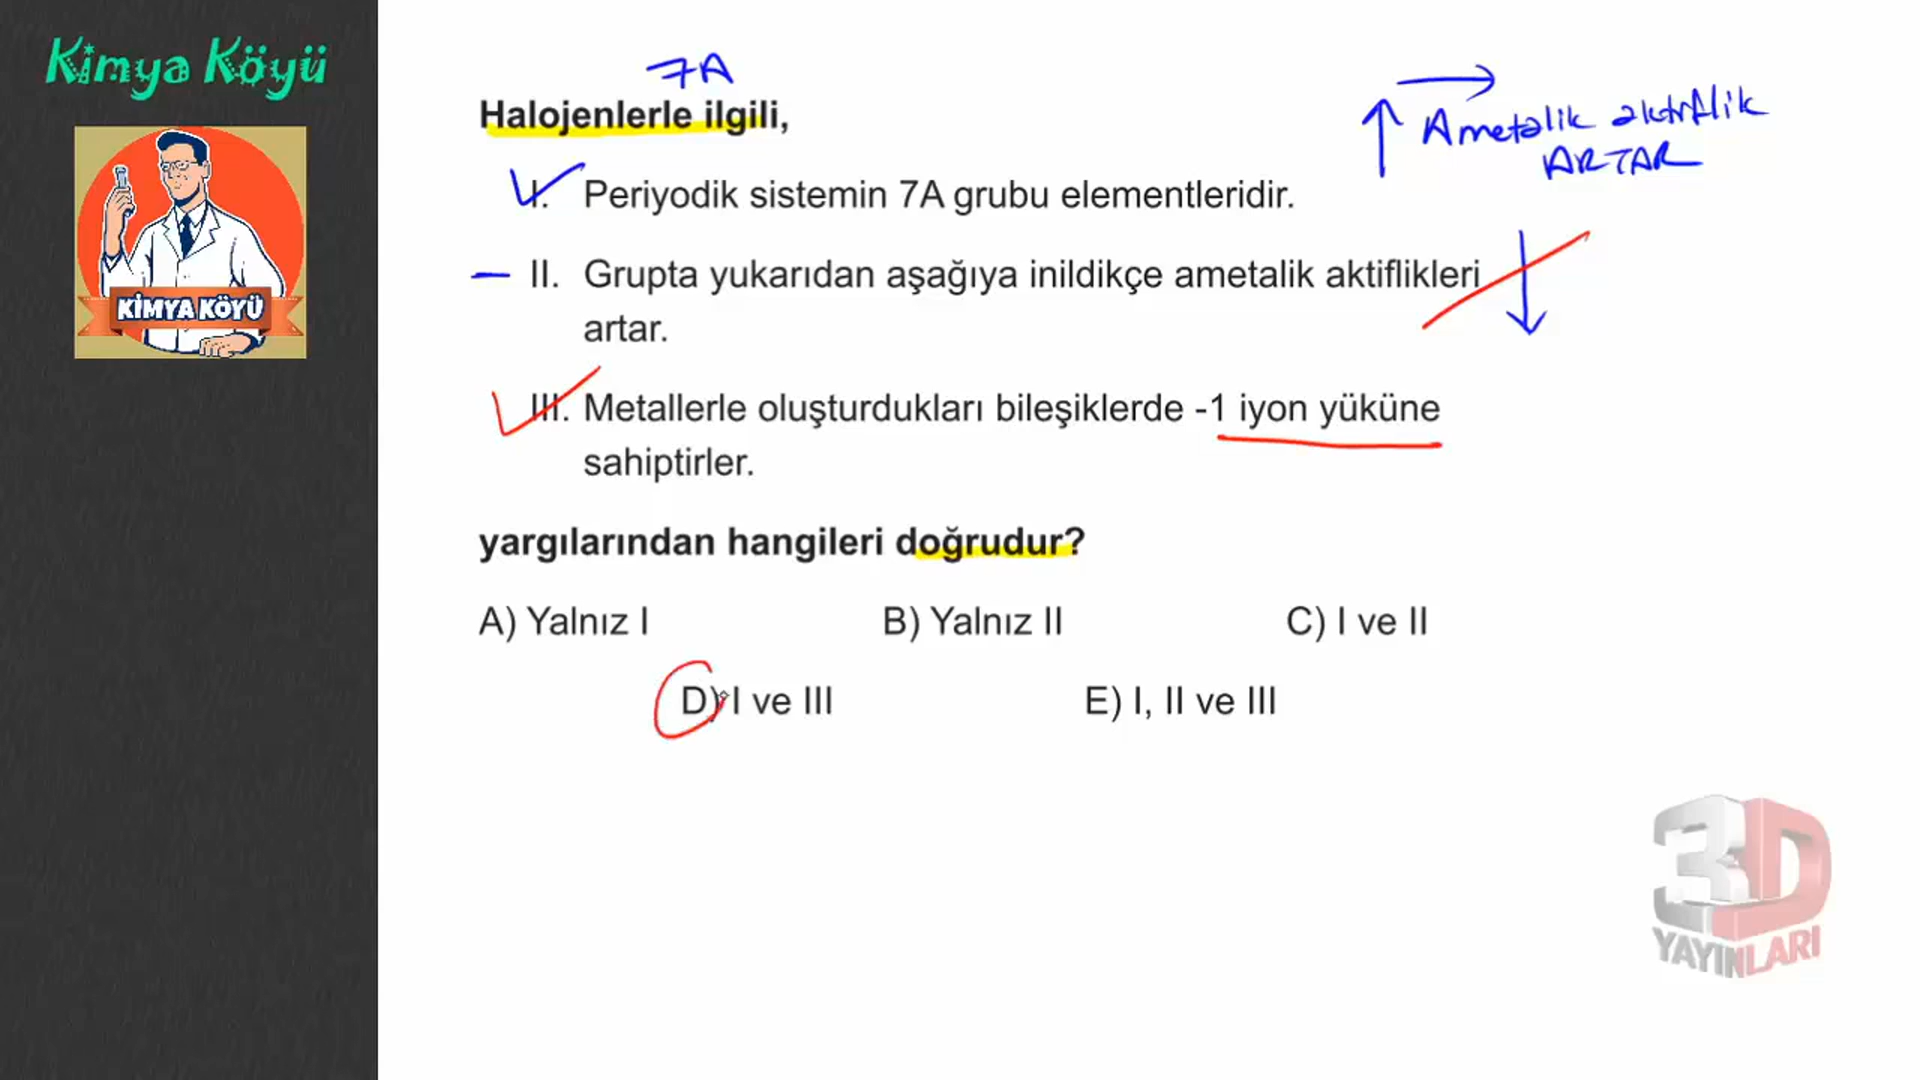 Kimya Köyü
KİMYA KÖYÜ
7A
Halojenlerle ilgili,
Ametalik aktiflik
ARTAR
I. Periyodik sistemin 7A grubu elementleridir.
II. Grupta yukarıdan aşağıya inildikçe ametalik aktiflikleri
artar.
III. Metallerle oluşturdukları bileşiklerde -1 iyon yüküne
sahiptirler.
yargılarından hangileri doğrudur?
A) Yalnız I B) Yalnız II C) I ve II
D) I ve III E) I, II ve III
3D
YAYINLARI